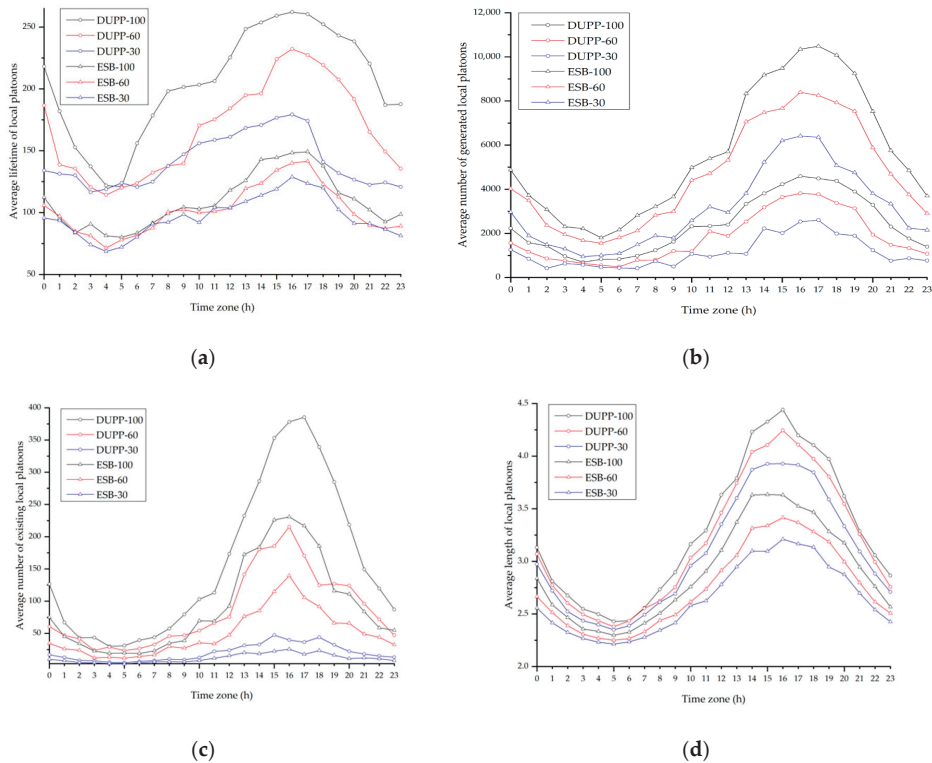 DUPP-100
DUPP-60
DUPP-30
ESB-100
ESB-60
ESB-30
Average lifetime of local platoons
250
200
150
100
50
0 1 2 3 4 5 6 7 8 9 10 11 12 13 14 15 16 17 18 19 20 21 22 23
Time zone (h)
(a)
DUPP-100
DUPP-60
DUPP-30
ESB-100
ESB-60
ESB-30
Average number of generated local platoons
12,000
10,000
8000
6000
4000
2000
0
0 1 2 3 4 5 6 7 8 9 10 11 12 13 14 15 16 17 18 19 20 21 22 23
Time zone (h)
(b)
DUPP-100
DUPP-60
DUPP-30
ESB-100
ESB-60
ESB-30
Average number of existing local platoons
400
350
300
250
200
150
100
50
0 1 2 3 4 5 6 7 8 9 10 11 12 13 14 15 16 17 18 19 20 21 22 23
Time zone (h)
(c)
DUPP-100
DUPP-60
DUPP-30
ESB-100
ESB-60
ESB-30
Average length of local platoons
4.5
4.0
3.5
3.0
2.5
2.0
0 1 2 3 4 5 6 7 8 9 10 11 12 13 14 15 16 17 18 19 20 21 22 23
Time zone (h)
(d)